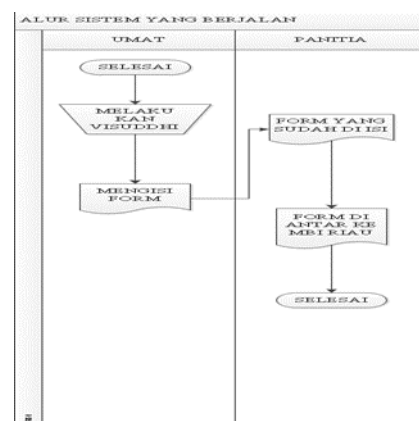 ALUR SISTEM YANG BERJALAN
UMAT
PANITIA
SELESAI
MELAKU
KAN
VISUDDHI
MENGISI
FORM
FORM YANG
SUDAH DI ISI
FORM DI
ANTAR KE
MBI RIAU
SELESAI